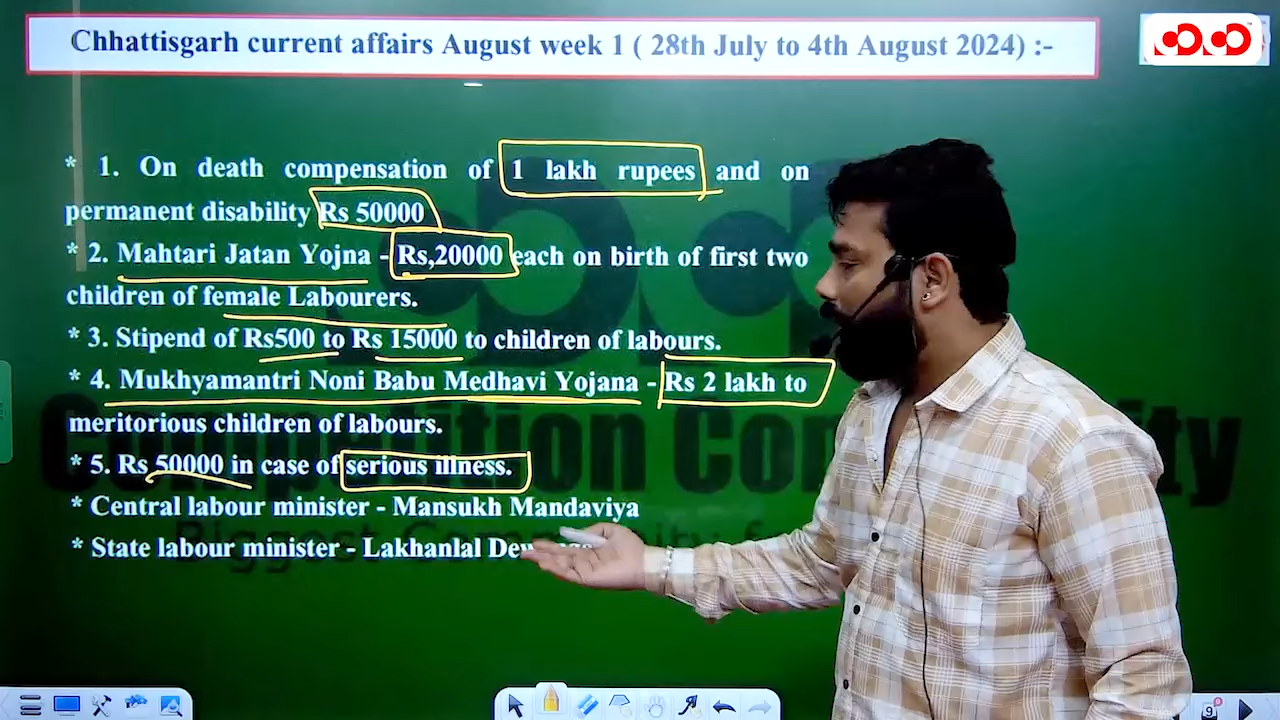 Chhattisgarh current affairs August week 1 ( 28th July to 4th August 2024) :-
* 1. On death compensation of 1 lakh rupees and on
permanent disability Rs 50000
* 2. Mahtari Jatan Yojna - Rs,20000 each on birth of first two
children of female Labourers.
* 3. Stipend of Rs500 to Rs 15000 to children of labours.
* 4. Mukhyamantri Noni Babu Medhavi Yojana - Rs 2 lakh to
meritorious children of labours.
* 5. Rs 50000 in case of serious illness.
* Central labour minister - Mansukh Mandaviya
* State labour minister - Lakhanlal
9